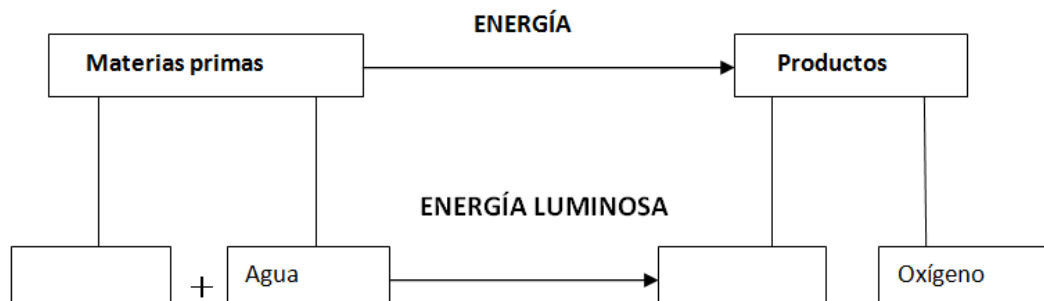 ENERGÍA
Materias primas
Productos
ENERGÍA LUMINOSA
+
Agua
Oxígeno